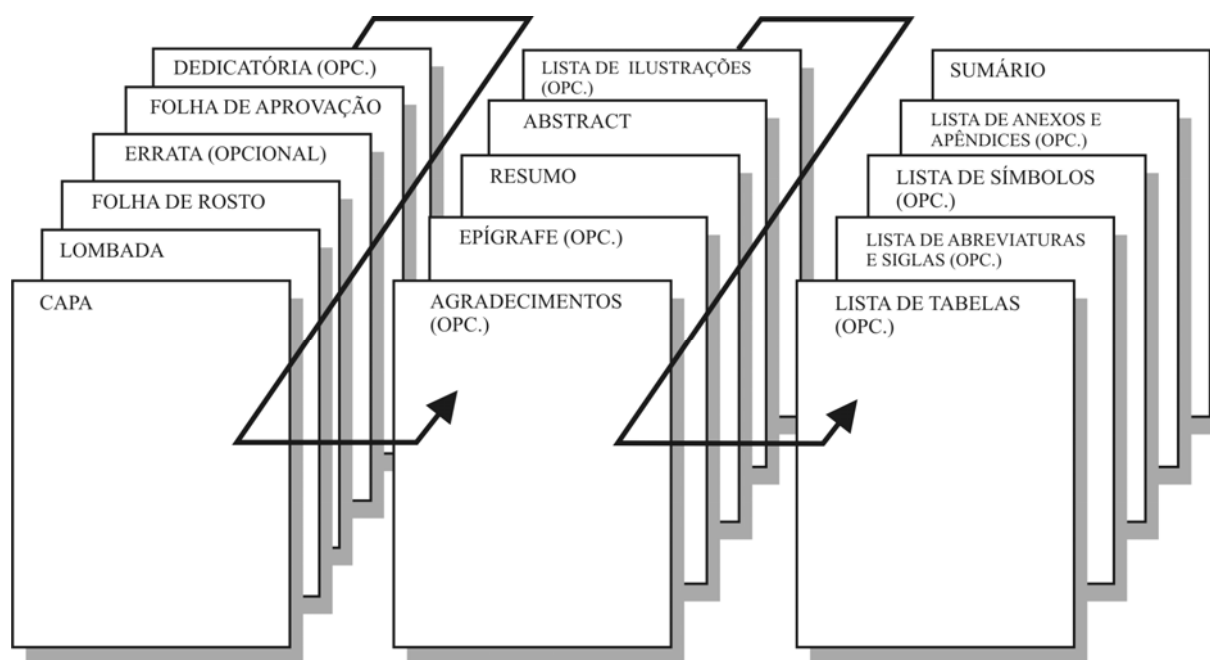 DEDICATÓRIA (OPC.)
FOLHA DE APROVAÇÃO
ERRATA (OPCIONAL)
FOLHA DE ROSTO
LOMBADA
CAPA
LISTA DE ILUSTRAÇÕES
(OPC.)
ABSTRACT
RESUMO
EPÍGRAFE (OPC.)
AGRADECIMENTOS
(OPC.)
SUMÁRIO
LISTA DE ANEXOS E
APÊNDICES (OPC.)
LISTA DE SÍMBOLOS
(OPC.)
LISTA DE ABREVIATURAS
E SIGLAS (OPC.)
LISTA DE TABELAS
(OPC.)